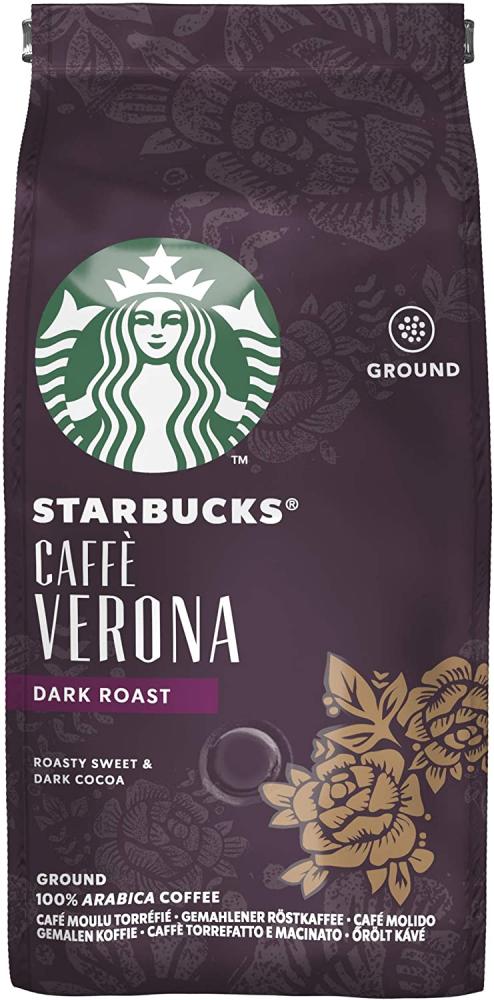 GROUND
TM
STARBUCKS®
CAFFÈ
VERONA
DARK ROAST
ROASTY SWEET &
DARK COCOA
GROUND
100% ARABICA COFFEE
CAFÉ MOULU TORRÉFIÉ · GEMAHLENER RÖSTKAFFEE · CAFÉ MOLIDO
GEMALEN KOFFIE · CAFFÈ TORREFATTO E MACINATO · ŐRÖLT KÁVÉ